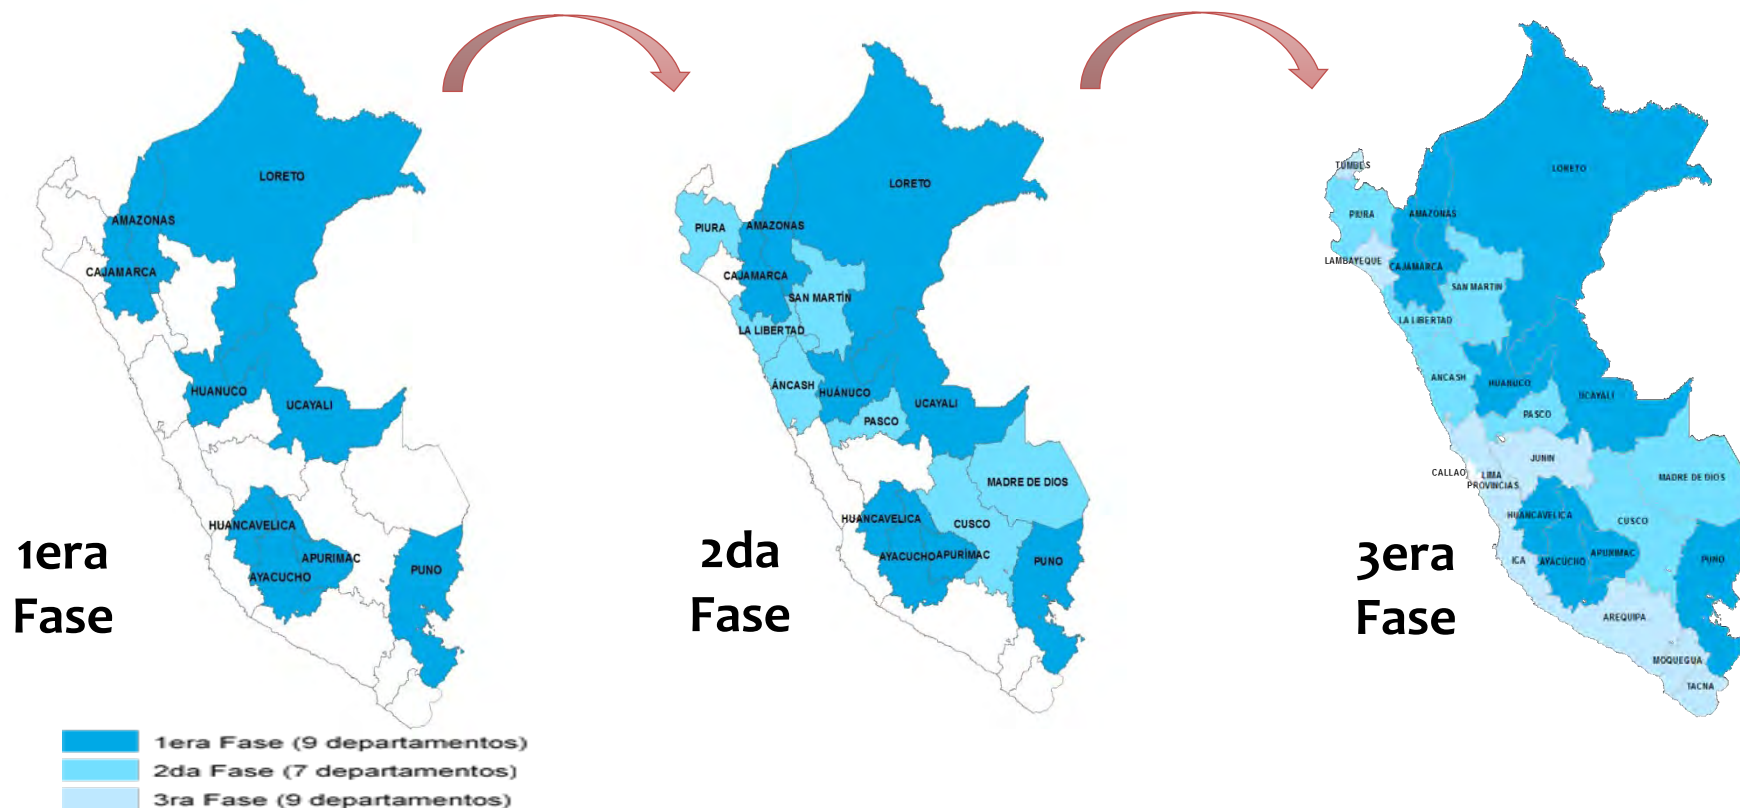 LORETO
AMAZONAS
CAJAMARCA
HUANUCO
UCAYALI
HUANCAVELICA
APURIMAC
AYACUCHO
PUNO
1era
Fase
LORETO
PIURA
AMAZONAS
CAJAMARCA
SAN MARTÍN
LA LIBERTAD
ÁNCASH
HUÁNUCO
UCAYALI
PASCO
MADRE DE DIOS
HUANCAVELICA
CUSCO
AYACUCHO
APURÍMAC
PUNO
2da
Fase
TUMBES
LORETO
PIURA
AMAZONAS
LAMBAYEQUE
CAJAMARCA
SAN MARTIN
LA LIBERTAD
ANCASH
HUANUCO
UCAYALI
PASCO
JUNIN
CALLAO
LIMA
PROVINCIAS
MADRE DE DIOS
HUANCAVELICA
CUSCO
ICA
AYACUCHO
APURIMAC
PUNO
AREQUIPA
MOQUEGUA
TACNA
3era
Fase
1era Fase (9 departamentos)
2da Fase (7 departamentos)
3ra Fase (9 departamentos)